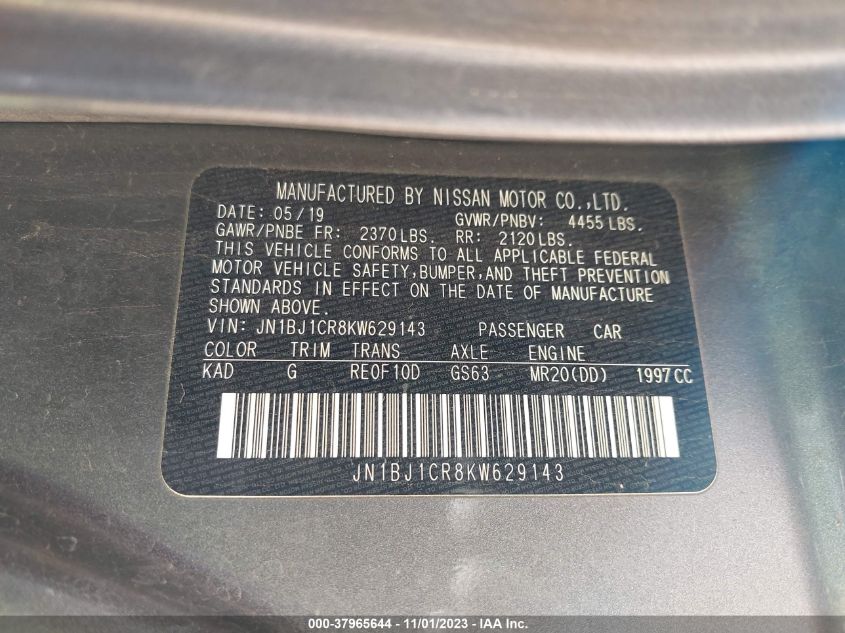 MANUFACTURED BY NISSAN MOTOR CO.,LTD.
DATE: 05/19 GVWR/PNBV: 4455 LBS.
GAWR/PNBE FR: 2370 LBS. RR: 2120 LBS.
THIS VEHICLE CONFORMS TO ALL APPLICABLE FEDERAL
MOTOR VEHICLE SAFETY, BUMPER, AND THEFT PREVENTION
STANDARDS IN EFFECT ON THE DATE OF MANUFACTURE
SHOWN ABOVE.
VIN: JN1BJ1CR8KW629143 PASSENGER CAR
COLOR TRIM TRANS AXLE ENGINE
KAD G RE0F10D GS63 MR20(DD) 1997 CC
JN1BJ1CR8KW629143
000-37965644 - 11/01/2023 - IAA Inc.